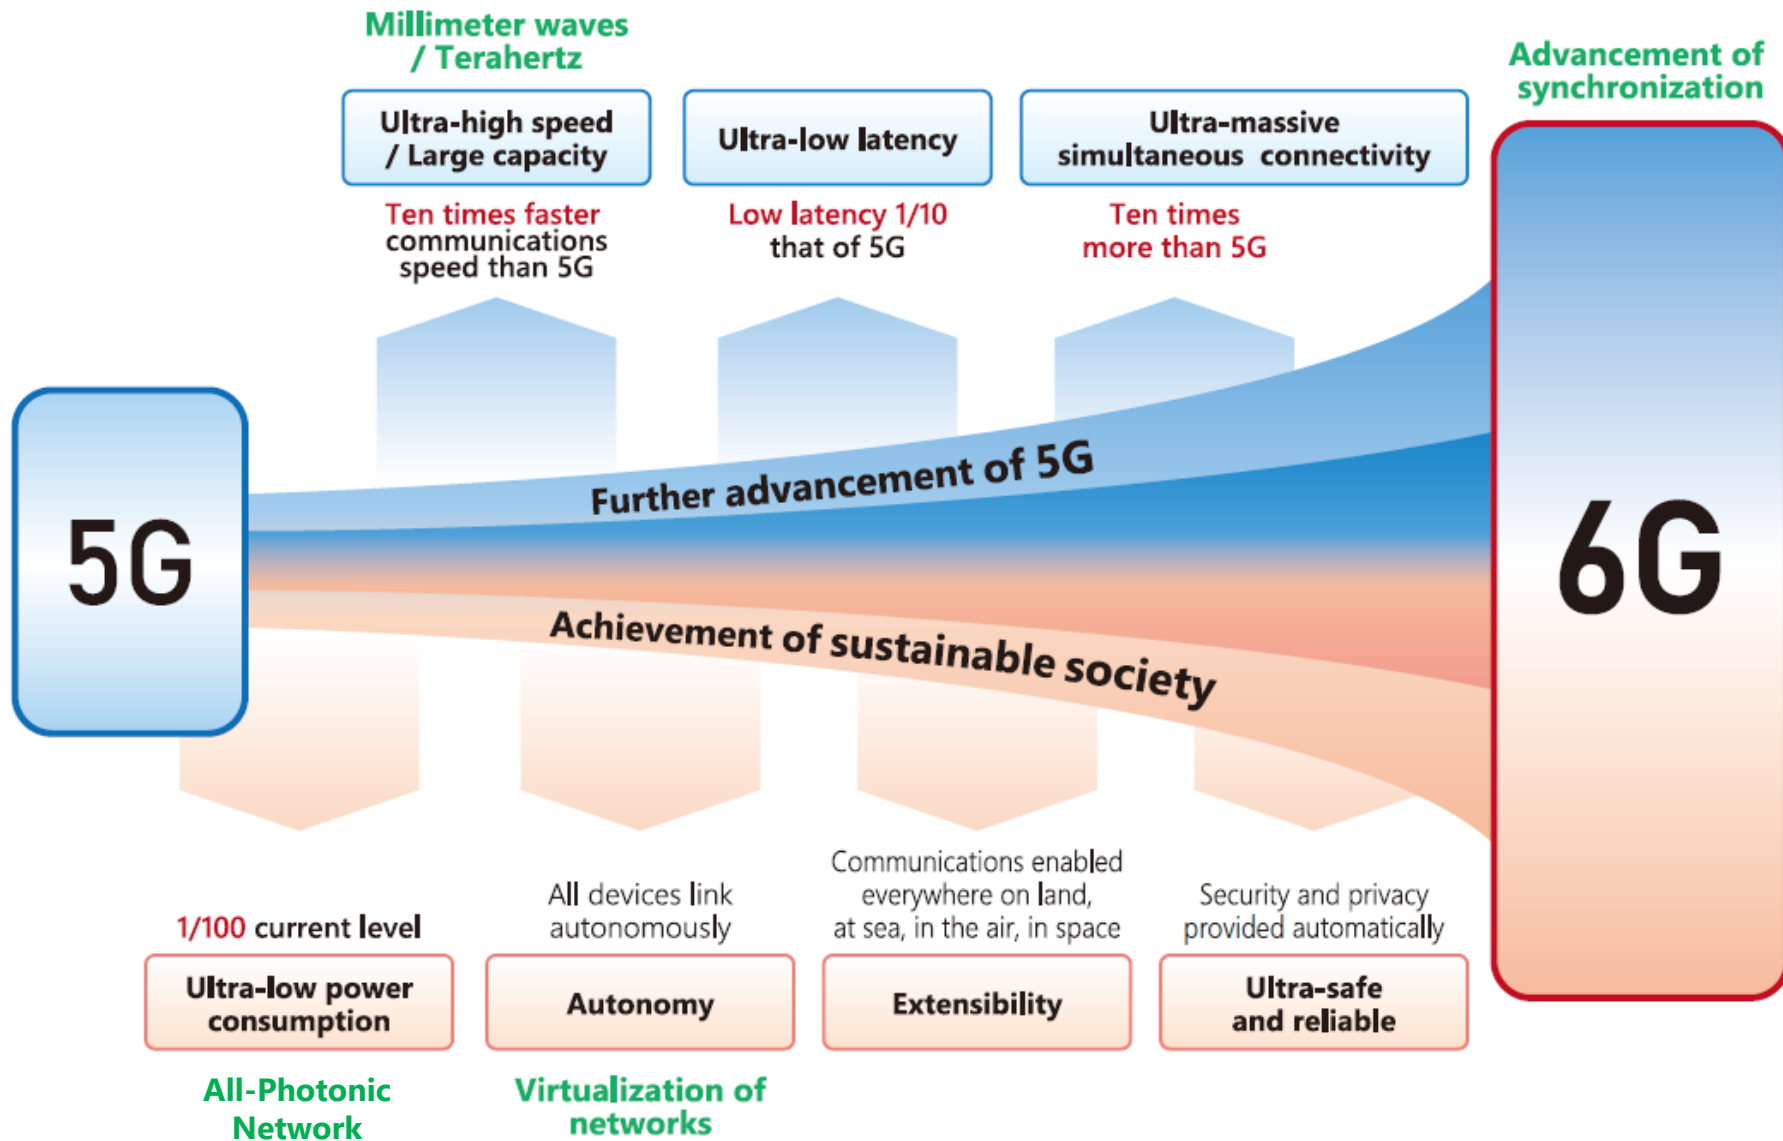 Millimeter waves
/ Terahertz
Advancement of
synchronization
Ultra-high speed
/ Large capacity
Ultra-low latency
Ultra-massive
simultaneous connectivity
Ten times faster
communications
speed than 5G
Low latency 1/10
that of 5G
Ten times
more than 5G
5G
Further advancement of 5G
Achievement of sustainable society
6G
1/100 current level
All devices link
autonomously
Communications enabled
everywhere on land,
at sea, in the air, in space
Security and privacy
provided automatically
Ultra-low power
consumption
Autonomy
Extensibility
Ultra-safe
and reliable
All-Photonic
Network
Virtualization of
networks